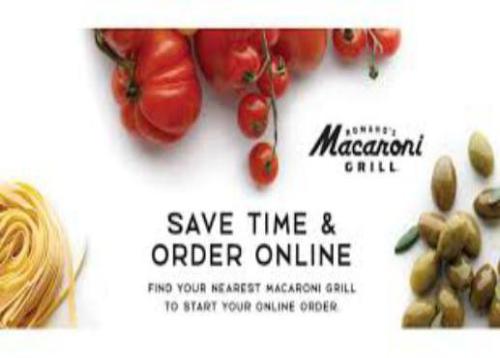 ROMANO'S
Macaroni
GRILL
SAVE TIME &
ORDER ONLINE
FIND YOUR NEAREST MACARONI GRILL
TO START YOUR ONLINE ORDER.